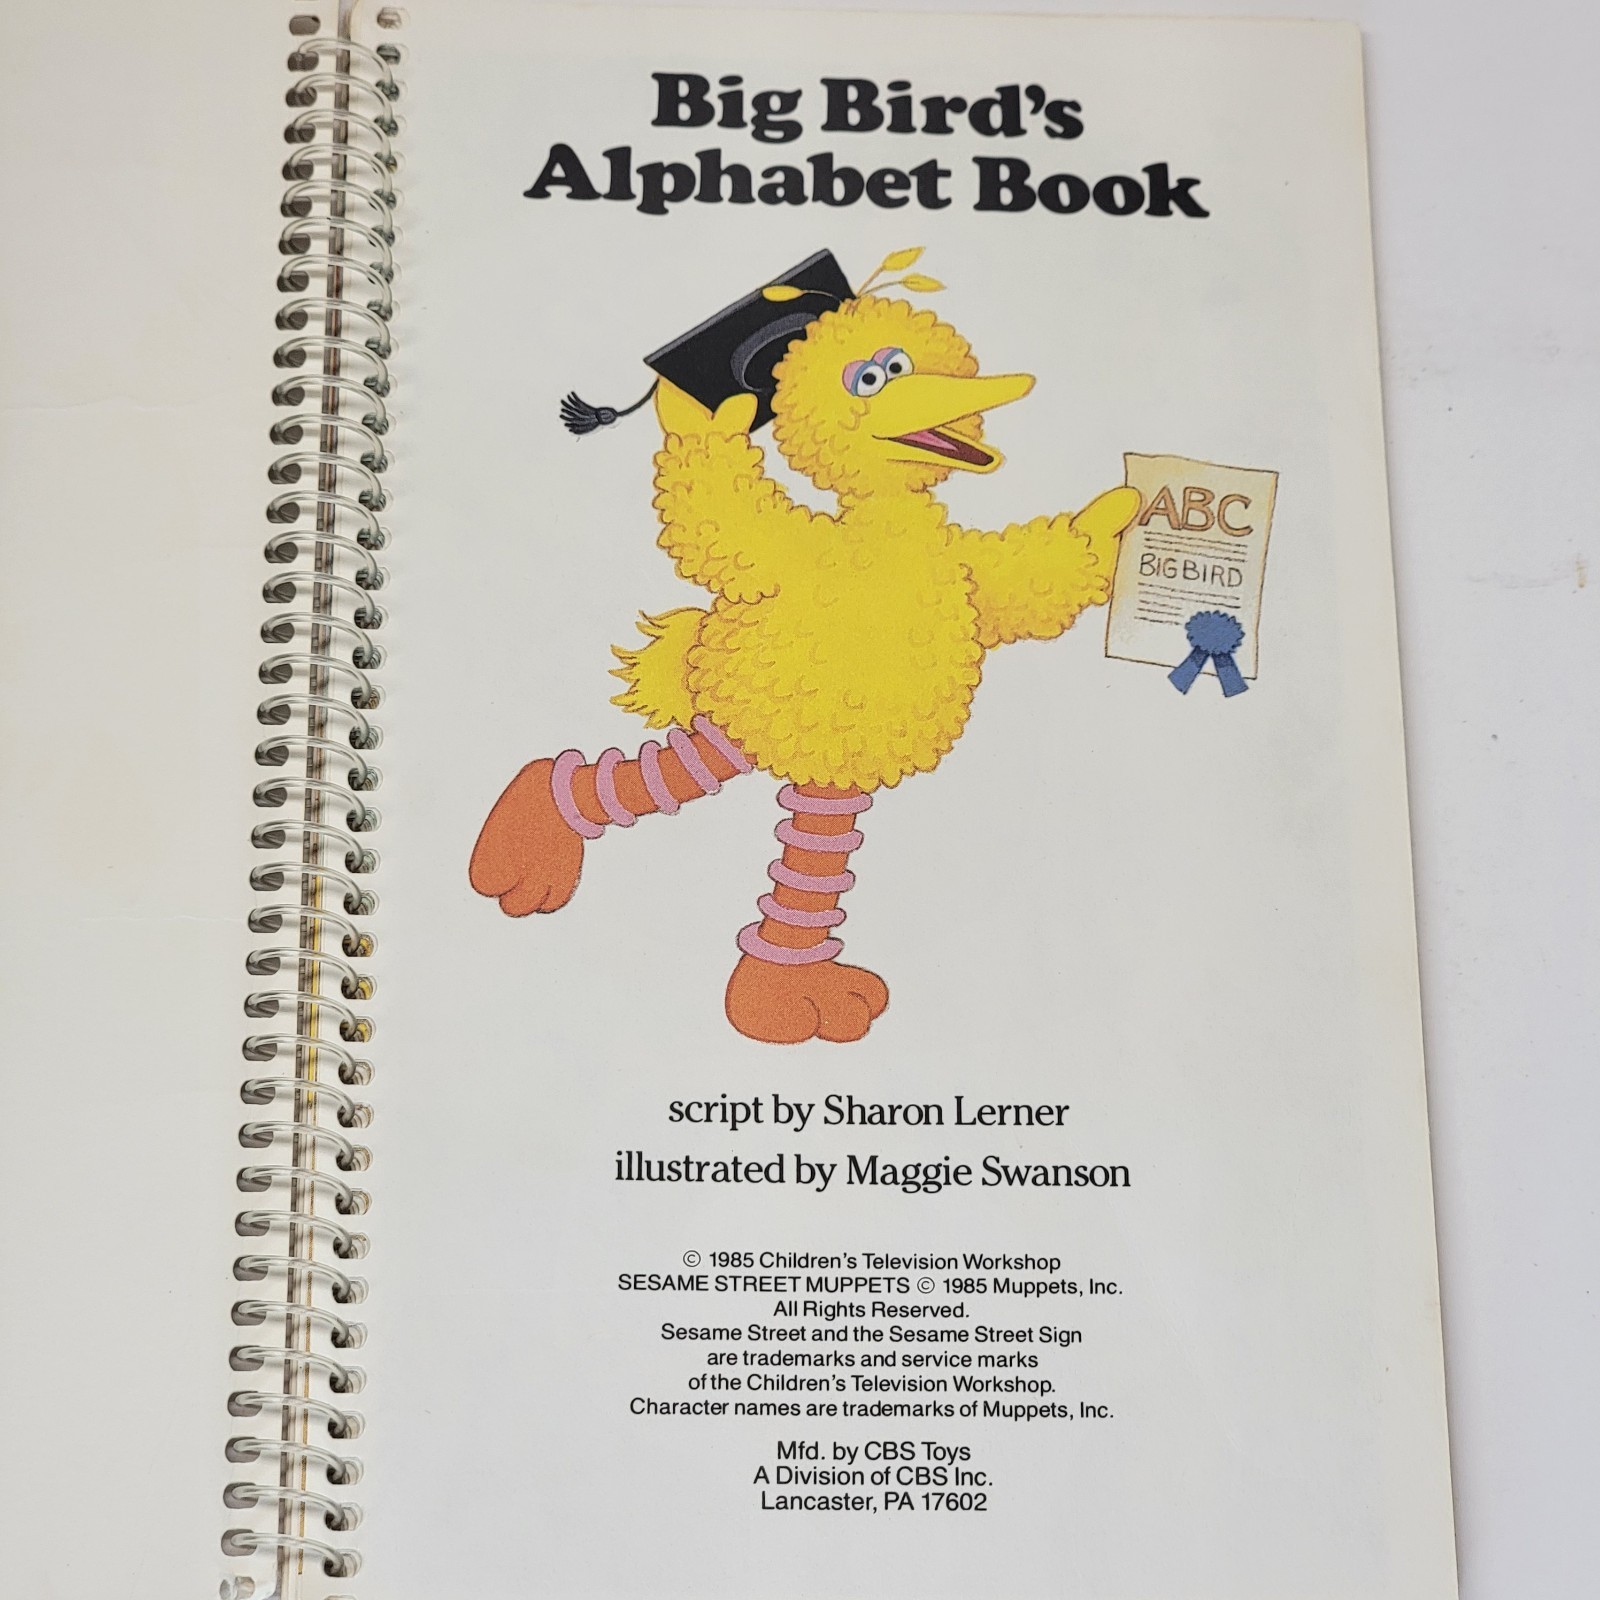 Big Bird's
Alphabet Book
ABC
BIG BIRD
script by Sharon Lerner
illustrated by Maggie Swanson
© 1985 Children's Television Workshop
SESAME STREET MUPPETS © 1985 Muppets, Inc.
All Rights Reserved.
Sesame Street and the Sesame Street Sign
are trademarks and service marks
of the Children's Television Workshop.
Character names are trademarks of Muppets, Inc.
Mfd. by CBS Toys
A Division of CBS Inc.
Lancaster, PA 17602